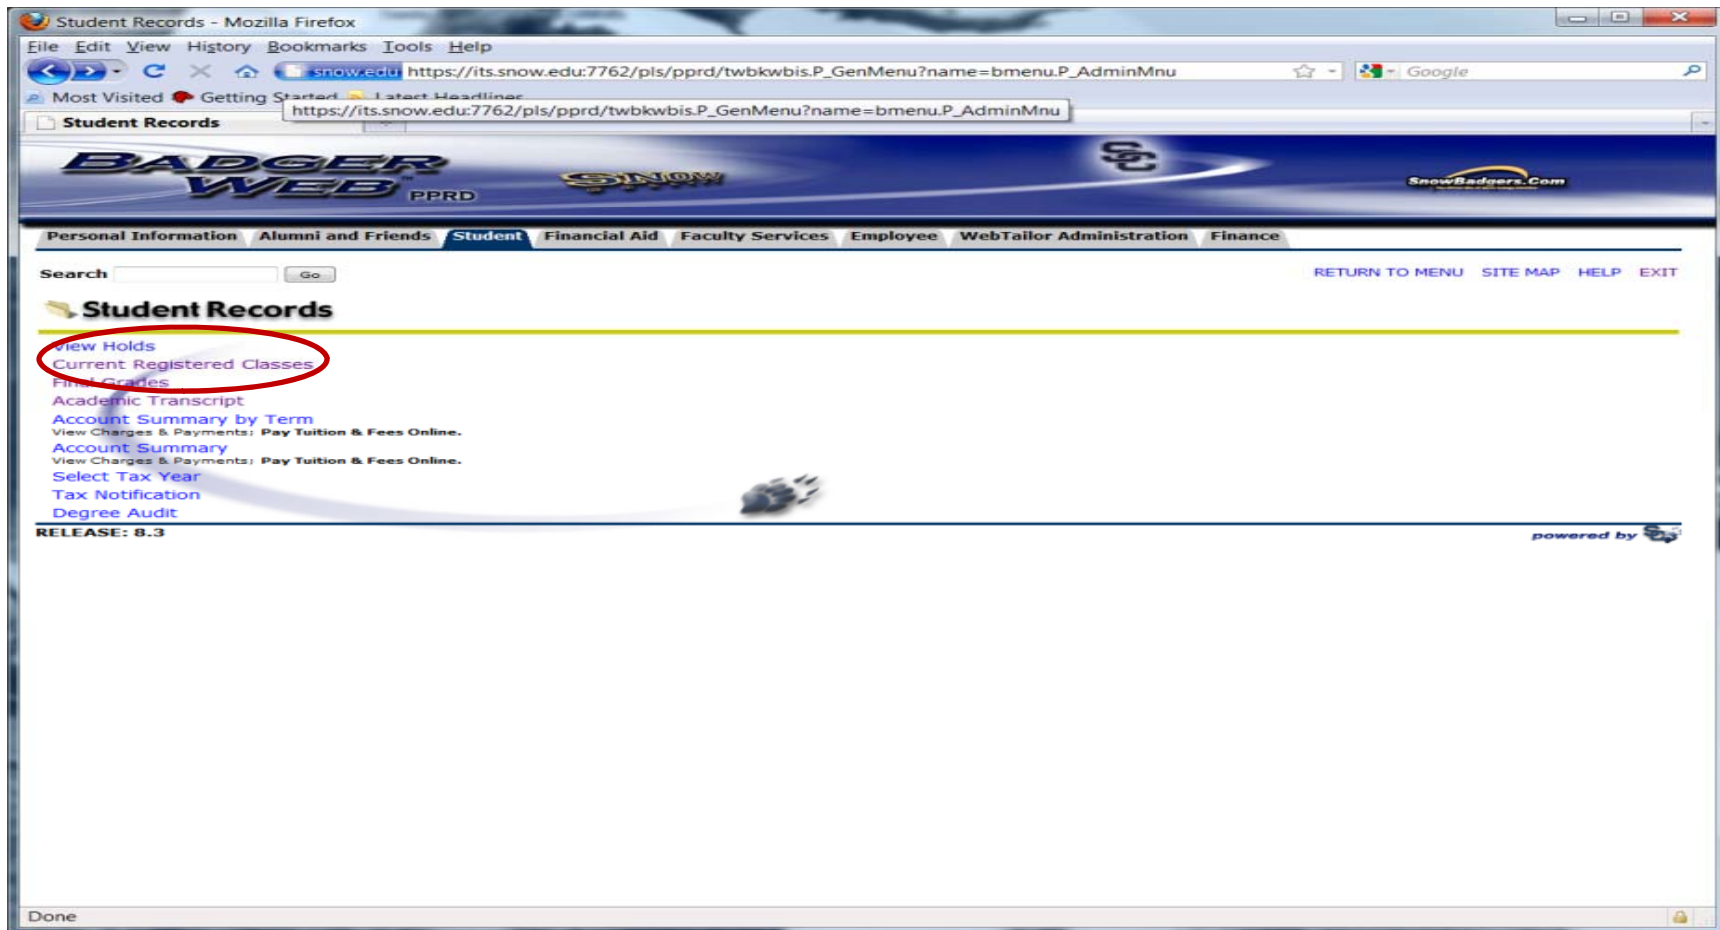 Student Records - Mozilla Firefox
File Edit View History Bookmarks Tools Help
snow.edu https://its.snow.edu:7762/pls/pprd/twbkwbis.P_GenMenu?name=bmenu.P_AdminMnu Google
Most Visited Getting Started Latest Headlines
https://its.snow.edu:7762/pls/pprd/twbkwbis.P_GenMenu?name=bmenu.P_AdminMnu
Student Records
BADGER
WEB PPRD
SNOW
SC
SnowBadgers.Com
Personal Information Alumni and Friends Student Financial Aid Faculty Services Employee WebTailor Administration Finance
Search Go RETURN TO MENU SITE MAP HELP EXIT
Student Records
View Holds
Current Registered Classes
Final Grades
Academic Transcript
Account Summary by Term
View Charges & Payments; Pay Tuition & Fees Online.
Account Summary
View Charges & Payments; Pay Tuition & Fees Online.
Select Tax Year
Tax Notification
Degree Audit
RELEASE: 8.3 powered by
Done